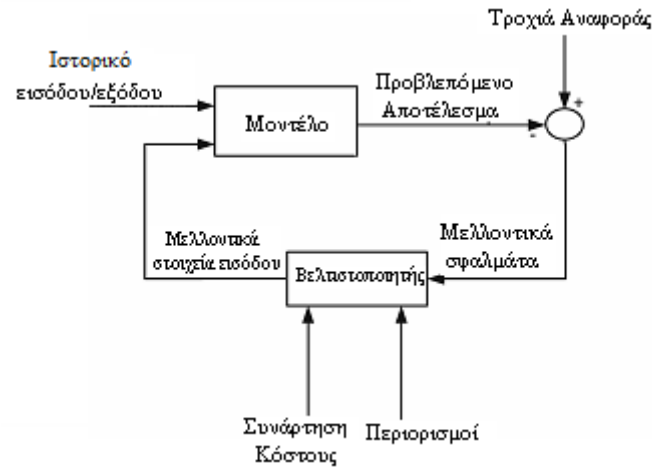 Τροχιά Αναφοράς
Ιστορικό
εισόδου/εξόδου
Προβλεπόμενο
Αποτέλεσμα
+
Μοντέλο
-
Μελλοντικά
στοιχεία εισόδου
Μελλοντικά
σφαλμάτα
Βελτιστοποιητής
Συνάρτηση
Κόστους
Περιορισμοί